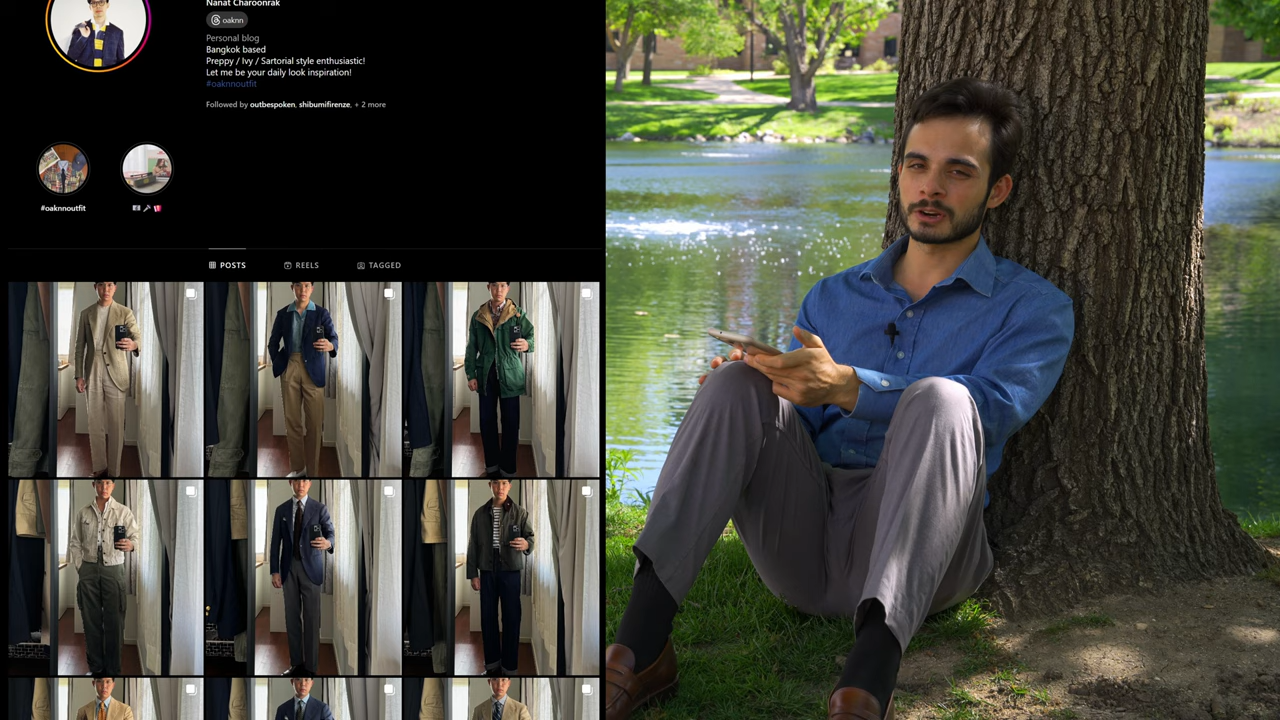 Nanat Charoonrak
oaknn
Personal blog
Bangkok based
Preppy / Ivy / Sartorial style enthusiastic!
Let me be your daily look inspiration!
#oaknnoutfit
Followed by outbespoken, shibumifirenze, + 2 more
#oaknnoutfit
POSTS
REELS
TAGGED